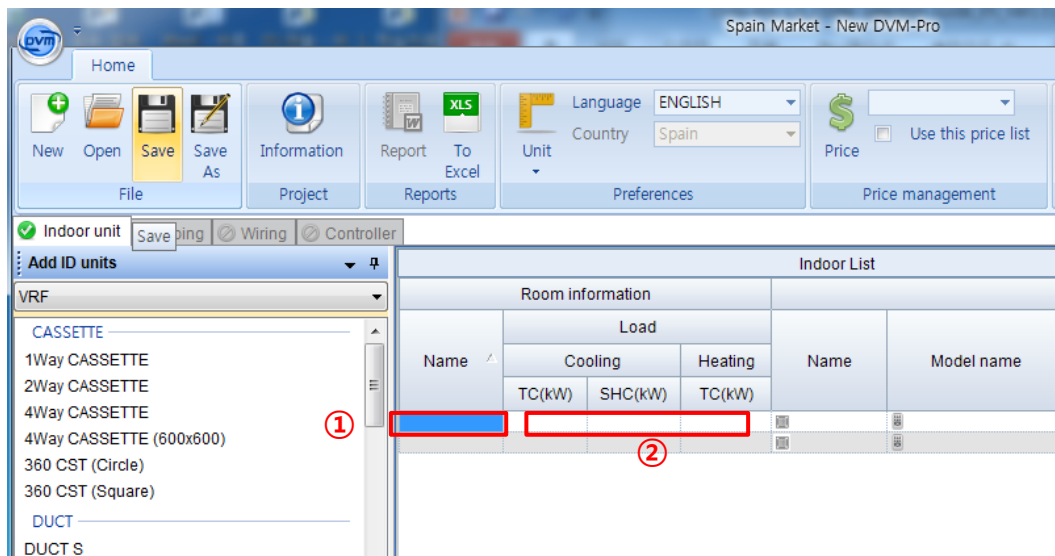 Spain Market - New DVM-Pro
DVM
Home
New
Open
Save
Save As
File
Information
Project
Report
XLS
To Excel
Reports
Unit
Language ENGLISH
Country Spain
Preferences
Price
Use this price list
Price management
Indoor unit
Save
ping
Wiring
Controller
Add ID units
Indoor List
VRF
Room information
CASSETTE
Load
1Way CASSETTE
Name
Cooling
Heating
Name
Model name
2Way CASSETTE
TC(kW)
SHC(kW)
TC(kW)
4Way CASSETTE
①
4Way CASSETTE (600x600)
②
360 CST (Circle)
360 CST (Square)
DUCT
DUCT S